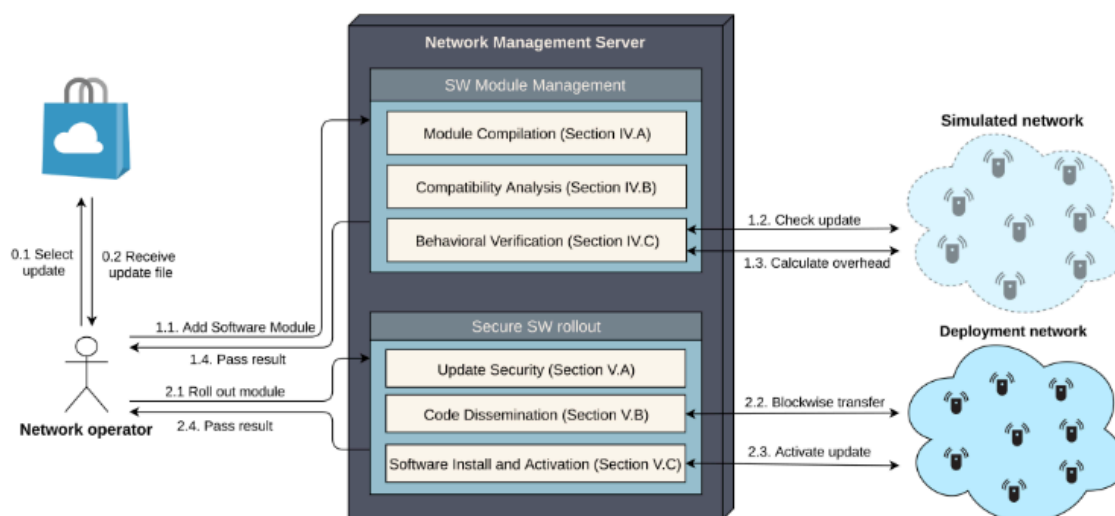 Network Management Server
SW Module Management
Module Compilation (Section IV.A)
Compatibility Analysis (Section IV.B)
Behavioral Verification (Section IV.C)
Simulated network
1.2. Check update
1.3. Calculate overhead
0.1 Select
update
0.2 Receive
update file
1.1. Add Software Module
1.4. Pass result
2.1 Roll out module
2.4. Pass result
Network operator
Secure SW rollout
Update Security (Section V.A)
Code Dissemination (Section V.B)
Software Install and Activation (Section V.C)
Deployment network
2.2. Blockwise transfer
2.3. Activate update